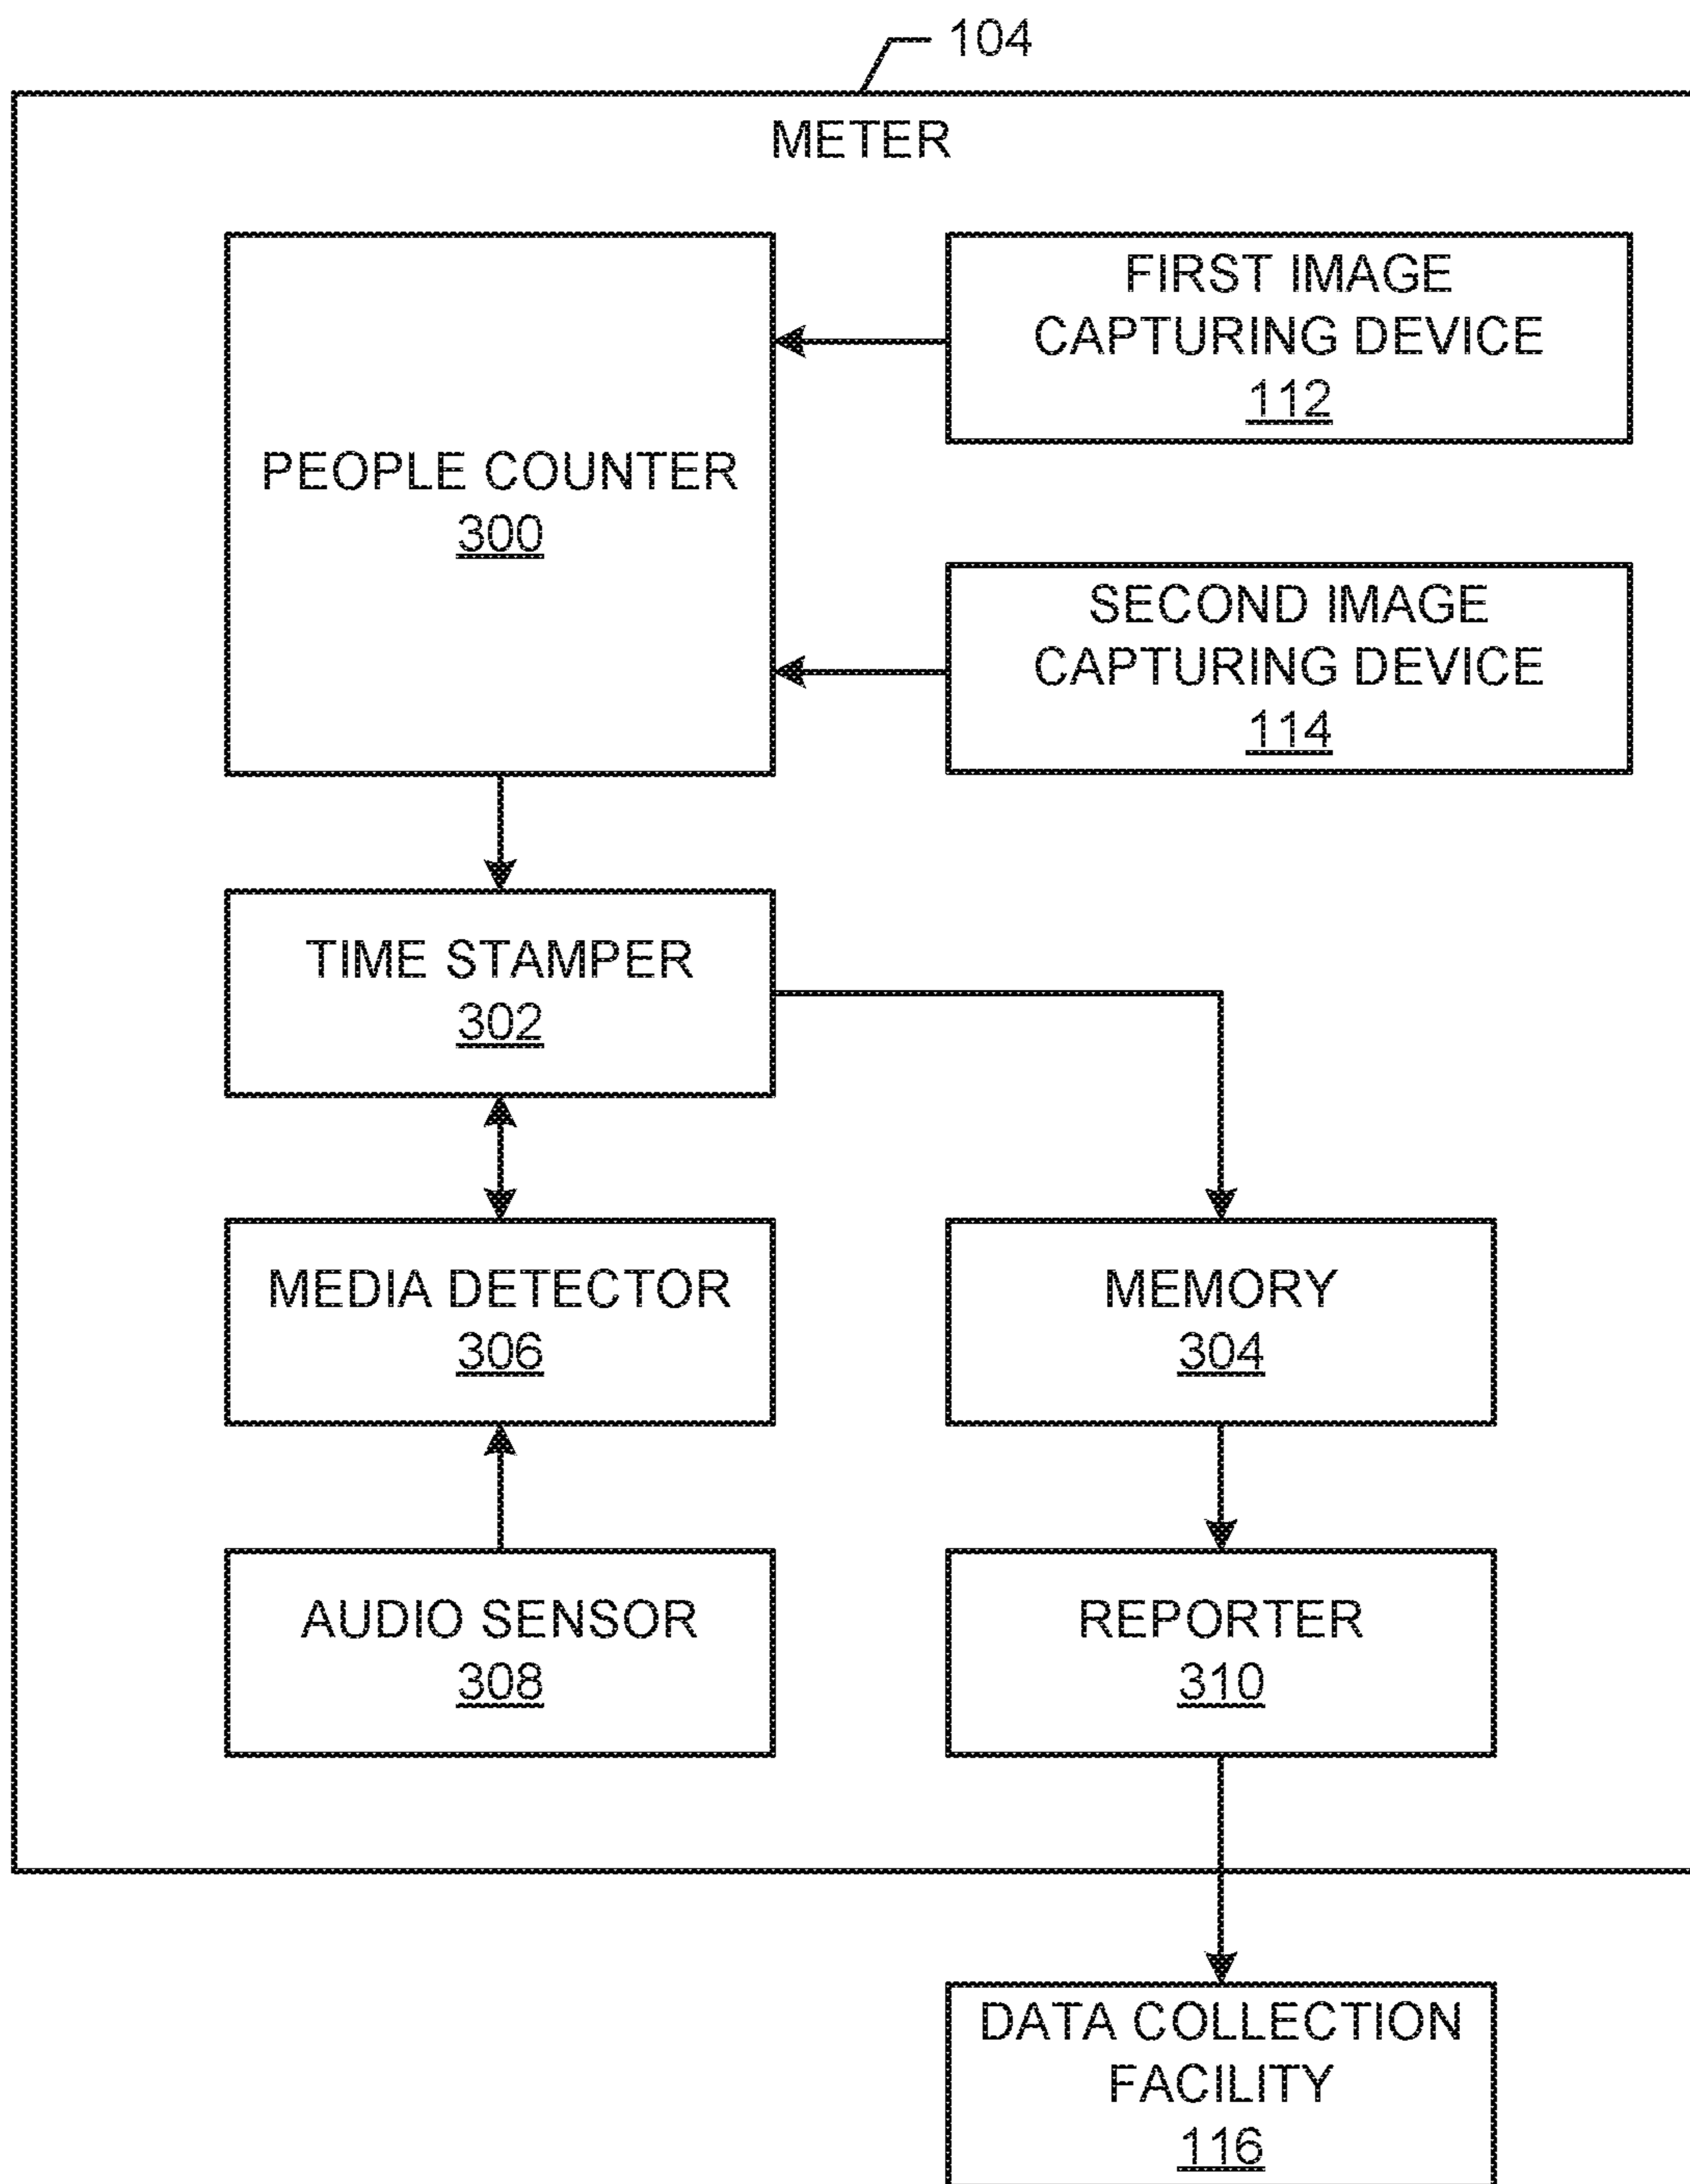 104
METER
PEOPLE COUNTER
300
FIRST IMAGE
CAPTURING DEVICE
112
SECOND IMAGE
CAPTURING DEVICE
114
TIME STAMPER
302
MEDIA DETECTOR
306
MEMORY
304
AUDIO SENSOR
308
REPORTER
310
DATA COLLECTION
FACILITY
116